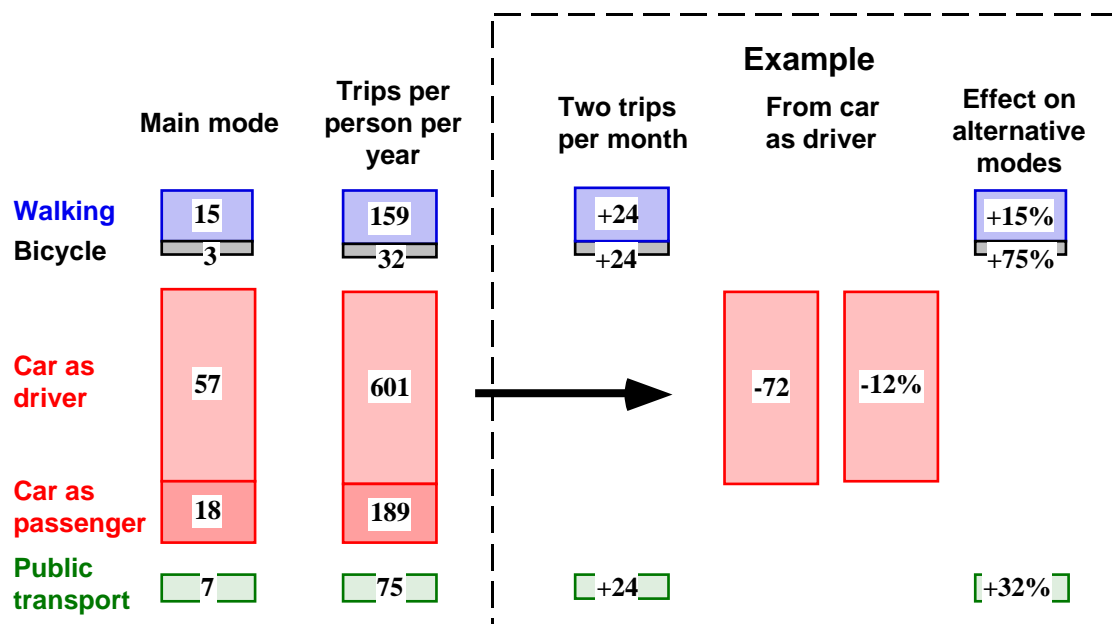 Example
Main mode
Trips per
person per
year
Two trips
per month
From car
as driver
Effect on
alternative
modes
Walking
15
159
+24
+15%
Bicycle
3
32
+24
+75%
Car as
driver
57
601
-72
-12%
Car as
passenger
18
189
Public
transport
7
75
+24
+32%